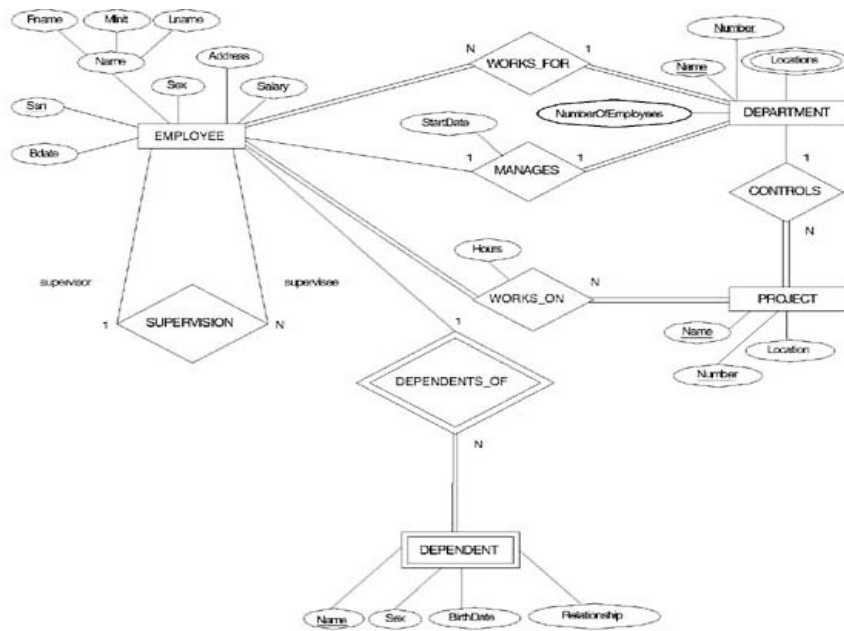 Fname
Minit
Lname
Number
Name
Address
N
WORKS_FOR
1
Name
Locations
Sex
Salary
Ssn
StartDate
NumberOfEmployees
DEPARTMENT
EMPLOYEE
Bdate
1
MANAGES
1
1
CONTROLS
Hours
N
supervisor
supervisee
N
WORKS_ON
PROJECT
1
SUPERVISION
N
1
Name
Location
Number
DEPENDENTS_OF
N
DEPENDENT
Name
Sex
BirthDate
Relationship